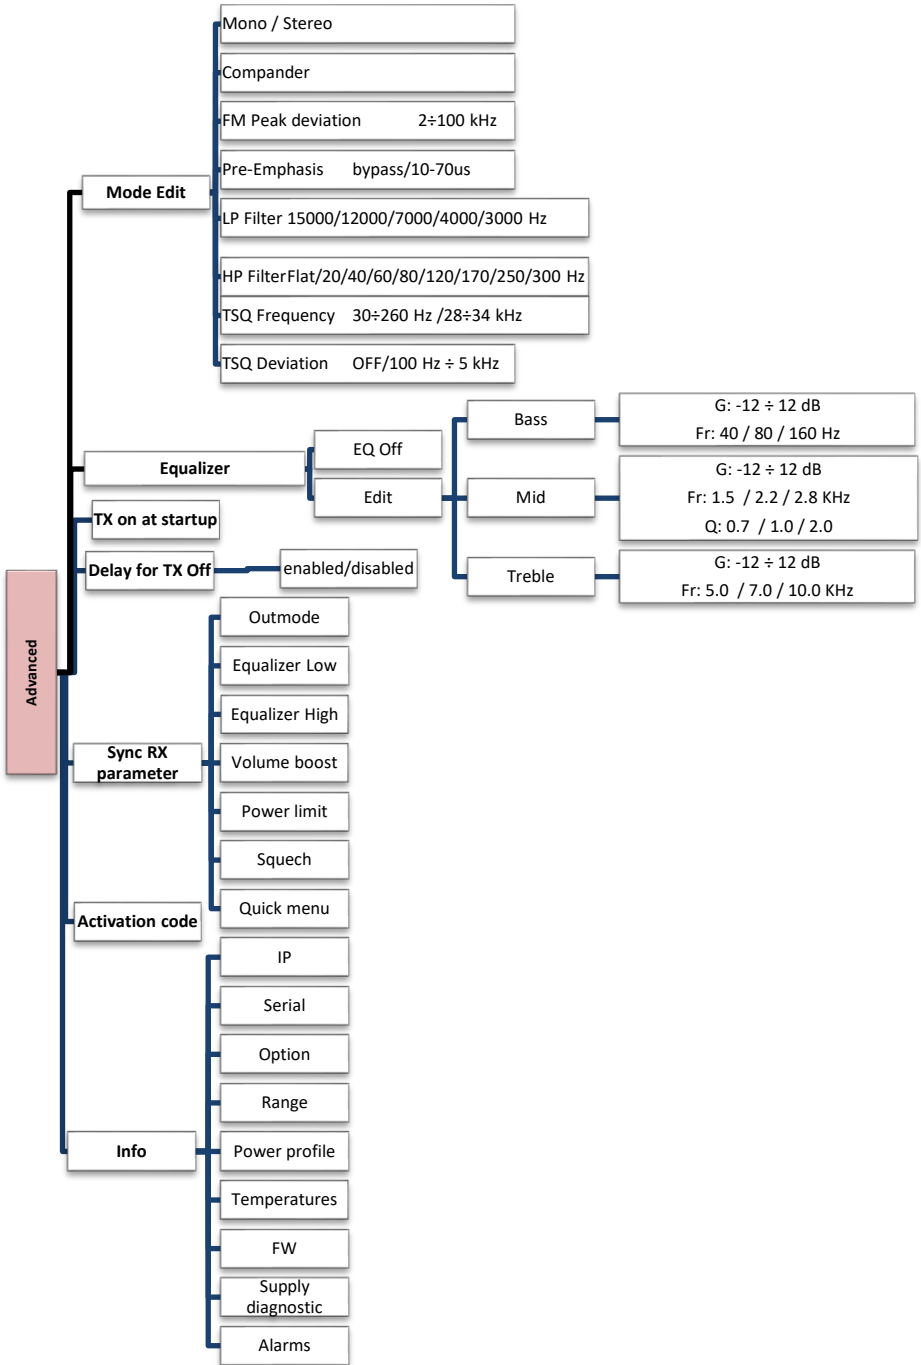 Advanced
Mode Edit
Mono / Stereo
Compander
FM Peak deviation 2÷100 kHz
Pre-Emphasis bypass/10-70us
LP Filter 15000/12000/7000/4000/3000 Hz
HP FilterFlat/20/40/60/80/120/170/250/300 Hz
TSQ Frequency 30÷260 Hz /28÷34 kHz
TSQ Deviation OFF/100 Hz ÷ 5 kHz
Equalizer
EQ Off
Edit
Bass
G: -12 ÷ 12 dB
Fr: 40 / 80 / 160 Hz
Mid
G: -12 ÷ 12 dB
Fr: 1.5 / 2.2 / 2.8 KHz
Q: 0.7 / 1.0 / 2.0
Treble
G: -12 ÷ 12 dB
Fr: 5.0 / 7.0 / 10.0 KHz
TX on at startup
Delay for TX Off
enabled/disabled
Sync RX
parameter
Outmode
Equalizer Low
Equalizer High
Volume boost
Power limit
Squech
Quick menu
Activation code
Info
IP
Serial
Option
Range
Power profile
Temperatures
FW
Supply
diagnostic
Alarms